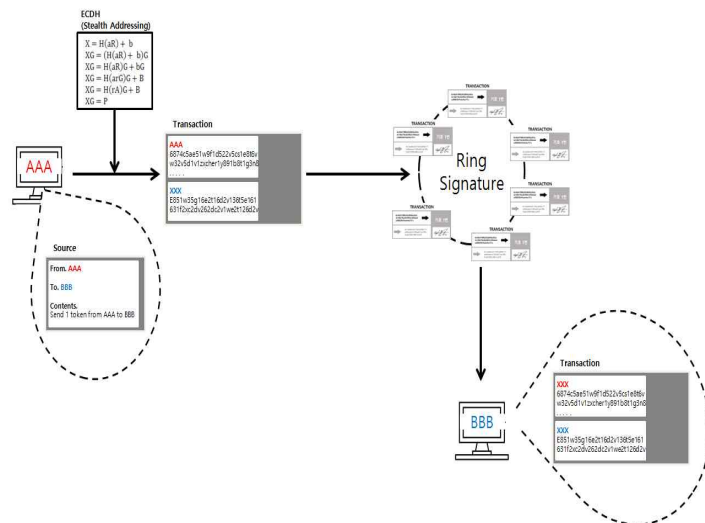 ECDH
(Stealth Addressing)
X = H(aR) + b
XG = (H(aR) + b)G
XG = H(aR)G + bG
XG = H(arG)G + B
XG = H(rA)G + B
XG = P
AAA
Transaction
AAA
6874c5ae51w9f1d522v5cs1e8t6v
w32v5d1v1zxcher1y891b8t1g3n8
. . . . .
XXX
E851w35g16e2t16d2v136t5e161
631f2xc2dv262dc2v1we2t126d2v
Source
From. AAA
To. BBB
Contents.
Send 1 token from AAA to BBB
TRANSACTION
TRANSACTION
TRANSACTION
TRANSACTION
TRANSACTION
TRANSACTION
Ring
Signature
BBB
Transaction
XXX
6874c5ae51w9f1d522v5cs1e8t6v
w32v5d1v1zxcher1y891b8t1g3n8
. . . . .
XXX
E851w35g16e2t16d2v136t5e161
631f2xc2dv262dc2v1we2t126d2v